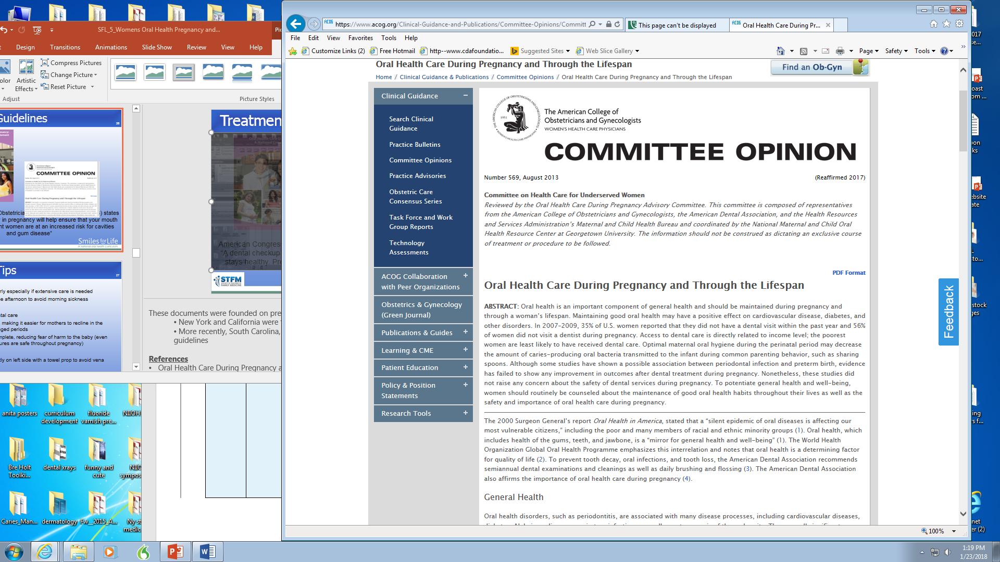 SFL_5_Womens Oral Health Pregnancy and...
Design Transitions Animations Slide Show Review View Help
Compress Pictures
Change Picture
Reset Picture
Artistic
Effects
Adjust
Picture Styles
Guidelines
28
COMMITTEE OPINION
Oral Health Care During Pregnancy and Through the Lifespan
states
in pregnancy will help ensure that your mouth
women are at an increased risk for cavities
and gum disease"
Smiles for Life
A national oral health curriculum
Tips
27
especially if extensive care is needed
afternoon to avoid morning sickness
care
making it easier for mothers to recline in the
periods
reducing fear of harm to the baby (even
are safe throughout pregnancy)
on left side with a towel prop to avoid vena
American Congres
"A dental checkup
stays healthy.
STFM
SOCIETY OF TEACHERS OF
FAMILY MEDICINE
These documents were founded on pre
• New York and California were
• More recently, South Carolina,
guidelines
References
• Oral Health Care During Pregnancy a
https://www.acog.org/Clinical-Guidance-and-Publications/Committee-Opinions/Committ
This page can't be displayed
Oral Health Care During Pr...
File Edit View Favorites Tools Help
Customize Links (2) Free Hotmail http--www.cdafoundatio... Suggested Sites Web Slice Gallery
Page Safety Tools
Oral Health Care During Pregnancy and Through the Lifespan
Find an Ob-Gyn
Home / Clinical Guidance & Publications / Committee Opinions / Oral Health Care During Pregnancy and Through the Lifespan
Clinical Guidance −
Search Clinical
Guidance
Practice Bulletins
Committee Opinions
Practice Advisories
Obstetric Care
Consensus Series
Task Force and Work
Group Reports
Technology
Assessments
ACOG Collaboration +
with Peer Organizations
Obstetrics & Gynecology
(Green Journal)
Publications & Guides +
Learning & CME +
Patient Education +
Policy & Position +
Statements
Research Tools +
THE AMERICAN COLLEGE OF OBSTETRICIANS AND GYNECOLOGISTS
1951
WOMEN'S HEALTH CARE PHYSICIANS
The American College of
Obstetricians and Gynecologists
WOMEN'S HEALTH CARE PHYSICIANS
COMMITTEE OPINION
Number 569, August 2013 (Reaffirmed 2017)
Committee on Health Care for Underserved Women
Reviewed by the Oral Health Care During Pregnancy Advisory Committee. This committee is composed of representatives
from the American College of Obstetricians and Gynecologists, the American Dental Association, and the Health Resources
and Services Administration's Maternal and Child Health Bureau and coordinated by the National Maternal and Child Oral
Health Resource Center at Georgetown University. The information should not be construed as dictating an exclusive course
of treatment or procedure to be followed.
PDF Format
Oral Health Care During Pregnancy and Through the Lifespan
ABSTRACT: Oral health is an important component of general health and should be maintained during pregnancy and
through a woman's lifespan. Maintaining good oral health may have a positive effect on cardiovascular disease, diabetes, and
other disorders. In 2007–2009, 35% of U.S. women reported that they did not have a dental visit within the past year and 56%
of women did not visit a dentist during pregnancy. Access to dental care is directly related to income level; the poorest
women are least likely to have received dental care. Optimal maternal oral hygiene during the perinatal period may decrease
the amount of caries-producing oral bacteria transmitted to the infant during common parenting behavior, such as sharing
spoons. Although some studies have shown a possible association between periodontal infection and preterm birth, evidence
has failed to show any improvement in outcomes after dental treatment during pregnancy. Nonetheless, these studies did
not raise any concern about the safety of dental services during pregnancy. To potentiate general health and well-being,
women should routinely be counseled about the maintenance of good oral health habits throughout their lives as well as the
safety and importance of oral health care during pregnancy.
The 2000 Surgeon General's report Oral Health in America, stated that a "silent epidemic of oral diseases is affecting our
most vulnerable citizens," including the poor and many members of racial and ethnic minority groups (1). Oral health, which
includes health of the gums, teeth, and jawbone, is a "mirror for general health and well-being" (1). The World Health
Organization Global Oral Health Programme emphasizes this interrelation and notes that oral health is a determining factor
for quality of life (2). To prevent tooth decay, oral infections, and tooth loss, the American Dental Association recommends
semiannual dental examinations and cleanings as well as daily brushing and flossing (3). The American Dental Association
also affirms the importance of oral health care during pregnancy (4).
General Health
Oral health disorders, such as periodontitis, are associated with many disease processes, including cardiovascular diseases,
Feedback
100%
anita posters
curriculum
development
fluoride
varnish pre...
NIIOH
Bre Holt
Toolki...
dental xrays
funny and
cute
NIIO
sympos
Caries_Man...
dermatology
Fw__2015_A...
Ny st
medic
1:19 PM
1/23/2018